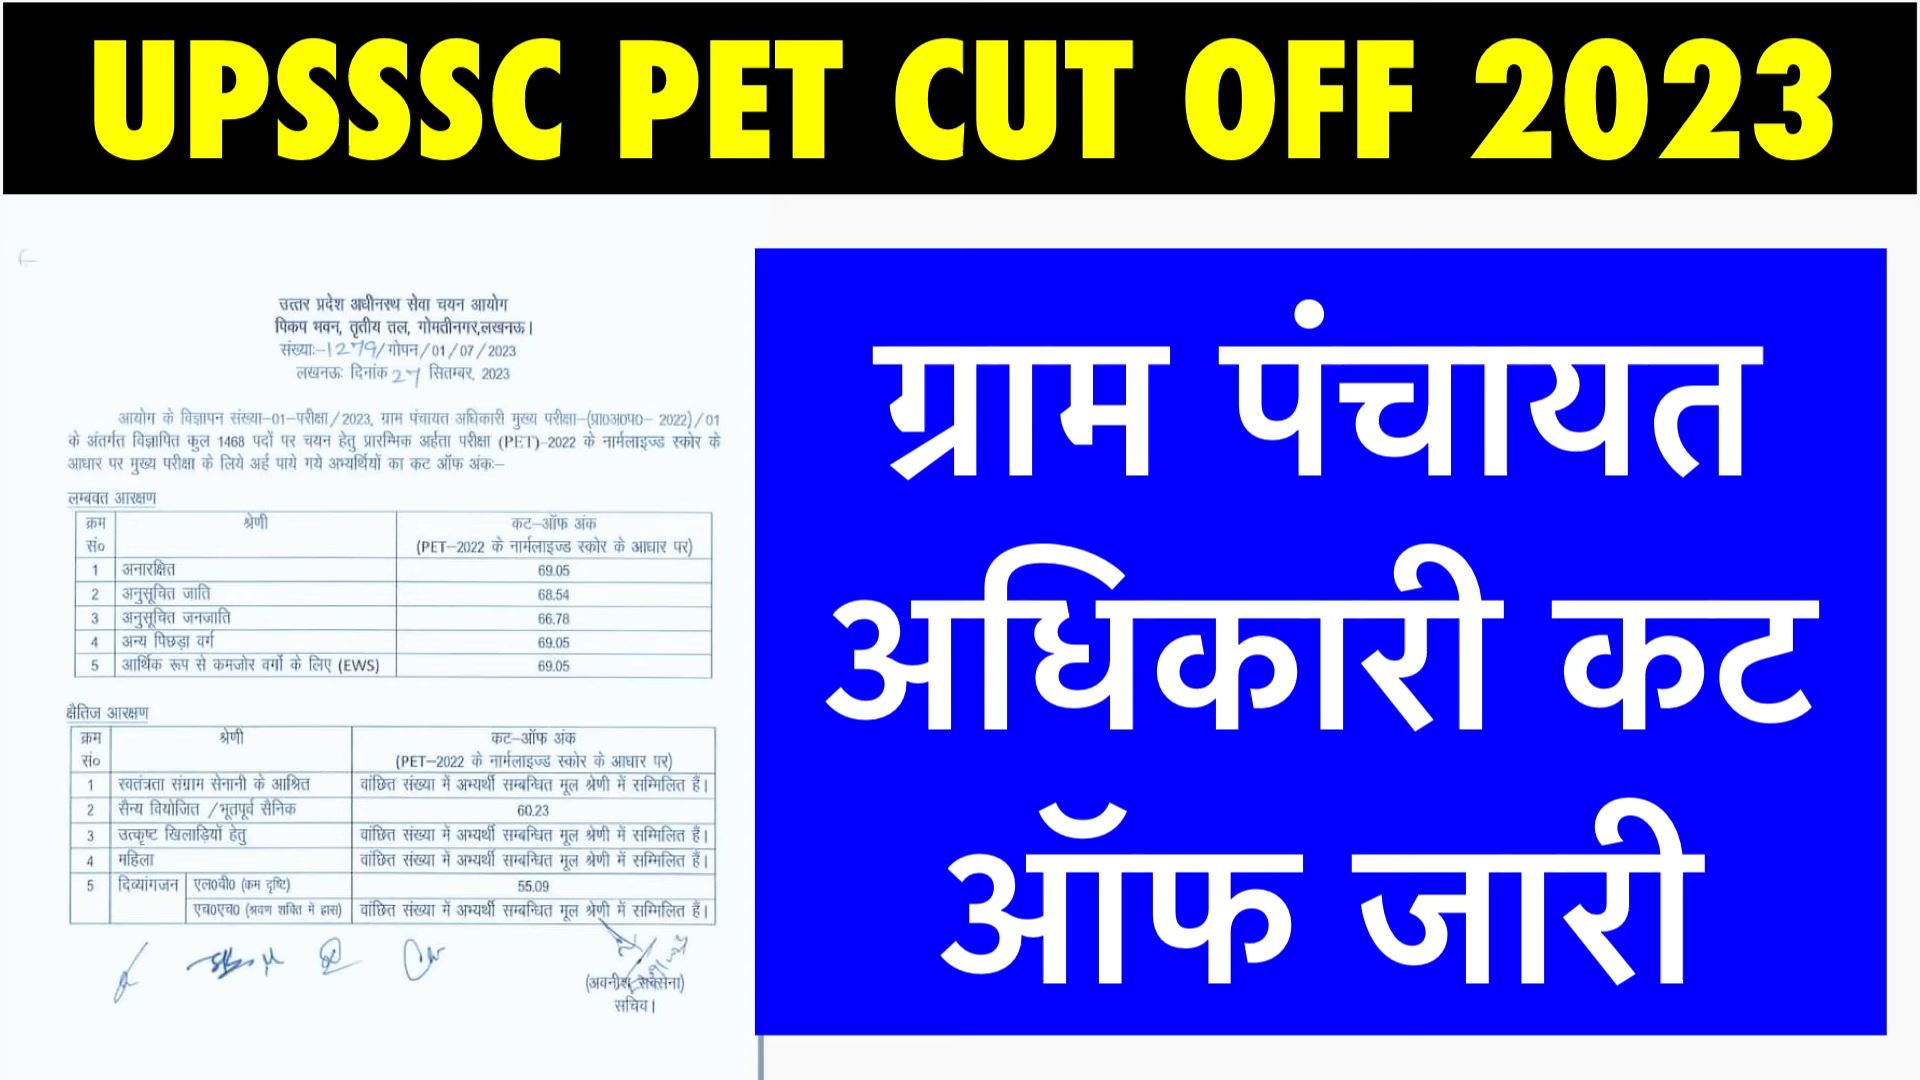 UPSSSC PET CUT OFF 2023
उत्तर प्रदेश अधीनस्थ सेवा चयन आयोग
पिकप भवन, तृतीय तल, गोमतीनगर,लखनऊ।
संख्याः–1279/गोपन/01/07/2023
लखनऊः दिनांक 27 सितम्बर, 2023
आयोग के विज्ञापन संख्या–01–परीक्षा/2023, ग्राम पंचायत अधिकारी मुख्य परीक्षा–(प्रा0अ0प0– 2022)/01
के अंतर्गत विज्ञापित कुल 1468 पदों पर चयन हेतु प्रारम्भिक अर्हता परीक्षा (PET)–2022 के नार्मलाइज्ड स्कोर के
आधार पर मुख्य परीक्षा के लिये अर्ह पाये गये अभ्यर्थियों का कट ऑफ अंकः–
लम्बवत आरक्षण
क्रम श्रेणी कट–ऑफ अंक
सं० (PET–2022 के नार्मलाइज्ड स्कोर के आधार पर)
1 अनारक्षित 69.05
2 अनुसूचित जाति 68.54
3 अनुसूचित जनजाति 66.78
4 अन्य पिछड़ा वर्ग 69.05
5 आर्थिक रूप से कमजोर वर्गों के लिए (EWS) 69.05
क्षैतिज आरक्षण
क्रम श्रेणी कट–ऑफ अंक
सं० (PET–2022 के नार्मलाइज्ड स्कोर के आधार पर)
1 स्वतंत्रता संग्राम सेनानी के आश्रित वांछित संख्या में अभ्यर्थी सम्बन्धित मूल श्रेणी में सम्मिलित हैं।
2 सैन्य वियोजित /भूतपूर्व सैनिक 60.23
3 उत्कृष्ट खिलाड़ियों हेतु वांछित संख्या में अभ्यर्थी सम्बन्धित मूल श्रेणी में सम्मिलित हैं।
4 महिला वांछित संख्या में अभ्यर्थी सम्बन्धित मूल श्रेणी में सम्मिलित हैं।
5 दिव्यांगजन एल0वी0 (कम दृष्टि) 55.09
एच0एच0 (श्रवण शक्ति में ह्रास) वांछित संख्या में अभ्यर्थी सम्बन्धित मूल श्रेणी में सम्मिलित हैं।
(अवनीश सक्सेना)
सचिव।
ग्राम पंचायत
अधिकारी कट
ऑफ जारी